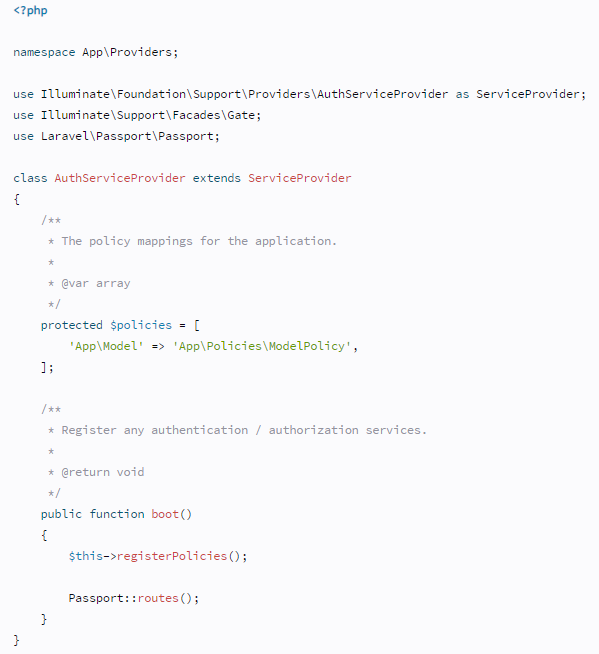 <?php
namespace App\Providers;
use Illuminate\Foundation\Support\Providers\AuthServiceProvider as ServiceProvider;
use Illuminate\Support\Facades\Gate;
use Laravel\Passport\Passport;
class AuthServiceProvider extends ServiceProvider
{
    /**
     * The policy mappings for the application.
     *
     * @var array
     */
    protected $policies = [
        'App\Model' => 'App\Policies\ModelPolicy',
    ];
    /**
     * Register any authentication / authorization services.
     *
     * @return void
     */
    public function boot()
    {
        $this->registerPolicies();
        Passport::routes();
    }
}